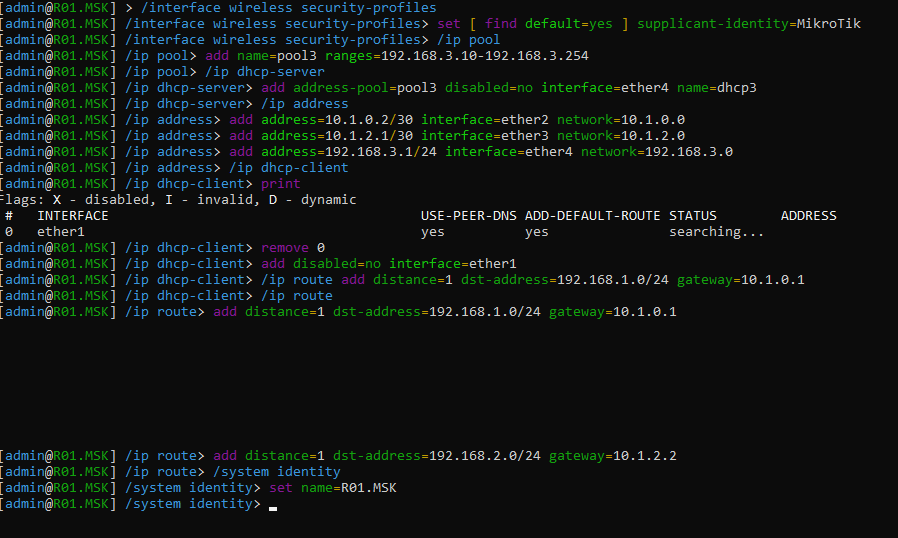 [admin@R01.MSK] > /interface wireless security-profiles
[admin@R01.MSK] /interface wireless security-profiles> set [ find default=yes ] supplicant-identity=MikroTik
[admin@R01.MSK] /interface wireless security-profiles> /ip pool
[admin@R01.MSK] /ip pool> add name=pool3 ranges=192.168.3.10-192.168.3.254
[admin@R01.MSK] /ip pool> /ip dhcp-server
[admin@R01.MSK] /ip dhcp-server> add address-pool=pool3 disabled=no interface=ether4 name=dhcp3
[admin@R01.MSK] /ip dhcp-server> /ip address
[admin@R01.MSK] /ip address> add address=10.1.0.2/30 interface=ether2 network=10.1.0.0
[admin@R01.MSK] /ip address> add address=10.1.2.1/30 interface=ether3 network=10.1.2.0
[admin@R01.MSK] /ip address> add address=192.168.3.1/24 interface=ether4 network=192.168.3.0
[admin@R01.MSK] /ip address> /ip dhcp-client
[admin@R01.MSK] /ip dhcp-client> print
Flags: X - disabled, I - invalid, D - dynamic
# INTERFACE USE-PEER-DNS ADD-DEFAULT-ROUTE STATUS ADDRESS
0 ether1 yes yes searching...
[admin@R01.MSK] /ip dhcp-client> remove 0
[admin@R01.MSK] /ip dhcp-client> add disabled=no interface=ether1
[admin@R01.MSK] /ip dhcp-client> /ip route add distance=1 dst-address=192.168.1.0/24 gateway=10.1.0.1
[admin@R01.MSK] /ip dhcp-client> /ip route
[admin@R01.MSK] /ip route> add distance=1 dst-address=192.168.1.0/24 gateway=10.1.0.1
[admin@R01.MSK] /ip route> add distance=1 dst-address=192.168.2.0/24 gateway=10.1.2.2
[admin@R01.MSK] /ip route> /system identity
[admin@R01.MSK] /system identity> set name=R01.MSK
[admin@R01.MSK] /system identity>